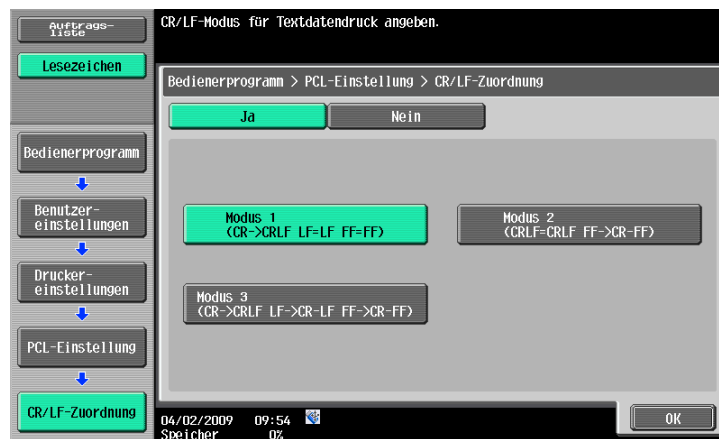 Auftrags-
liste
CR/LF-Modus für Textdatendruck angeben.
Lesezeichen
Bedienerprogramm > PCL-Einstellung > CR/LF-Zuordnung
Ja
Nein
Bedienerprogramm
Benutzer-
einstellungen
Drucker-
einstellungen
PCL-Einstellung
CR/LF-Zuordnung
Modus 1
(CR->CRLF LF=LF FF=FF)
Modus 2
(CRLF=CRLF FF->CR-FF)
Modus 3
(CR->CRLF LF->CR-LF FF->CR-FF)
04/02/2009 09:54
Speicher 0%
OK